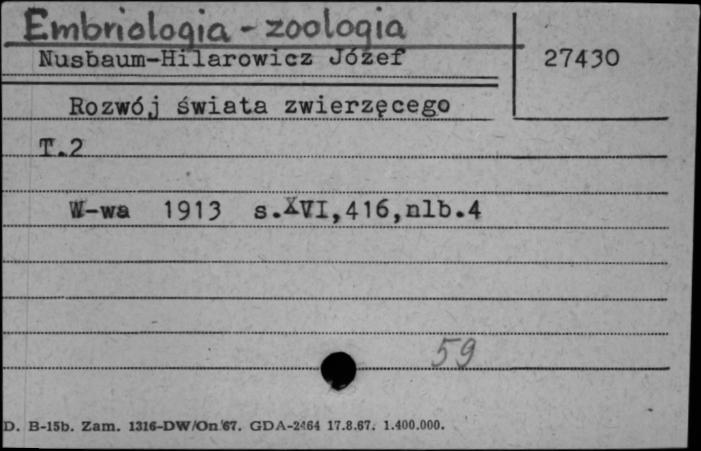 Embriologia - zoologia
Nusbaum-Hilarowicz Józef 27430
Rozwój świata zwierzęcego
T.2
W-wa 1913 s.XVI,416,nlb.4
59
D. B-15b. Zam. 1316-DW/On/67. GDA-2464 17.8.67. 1.400.000.